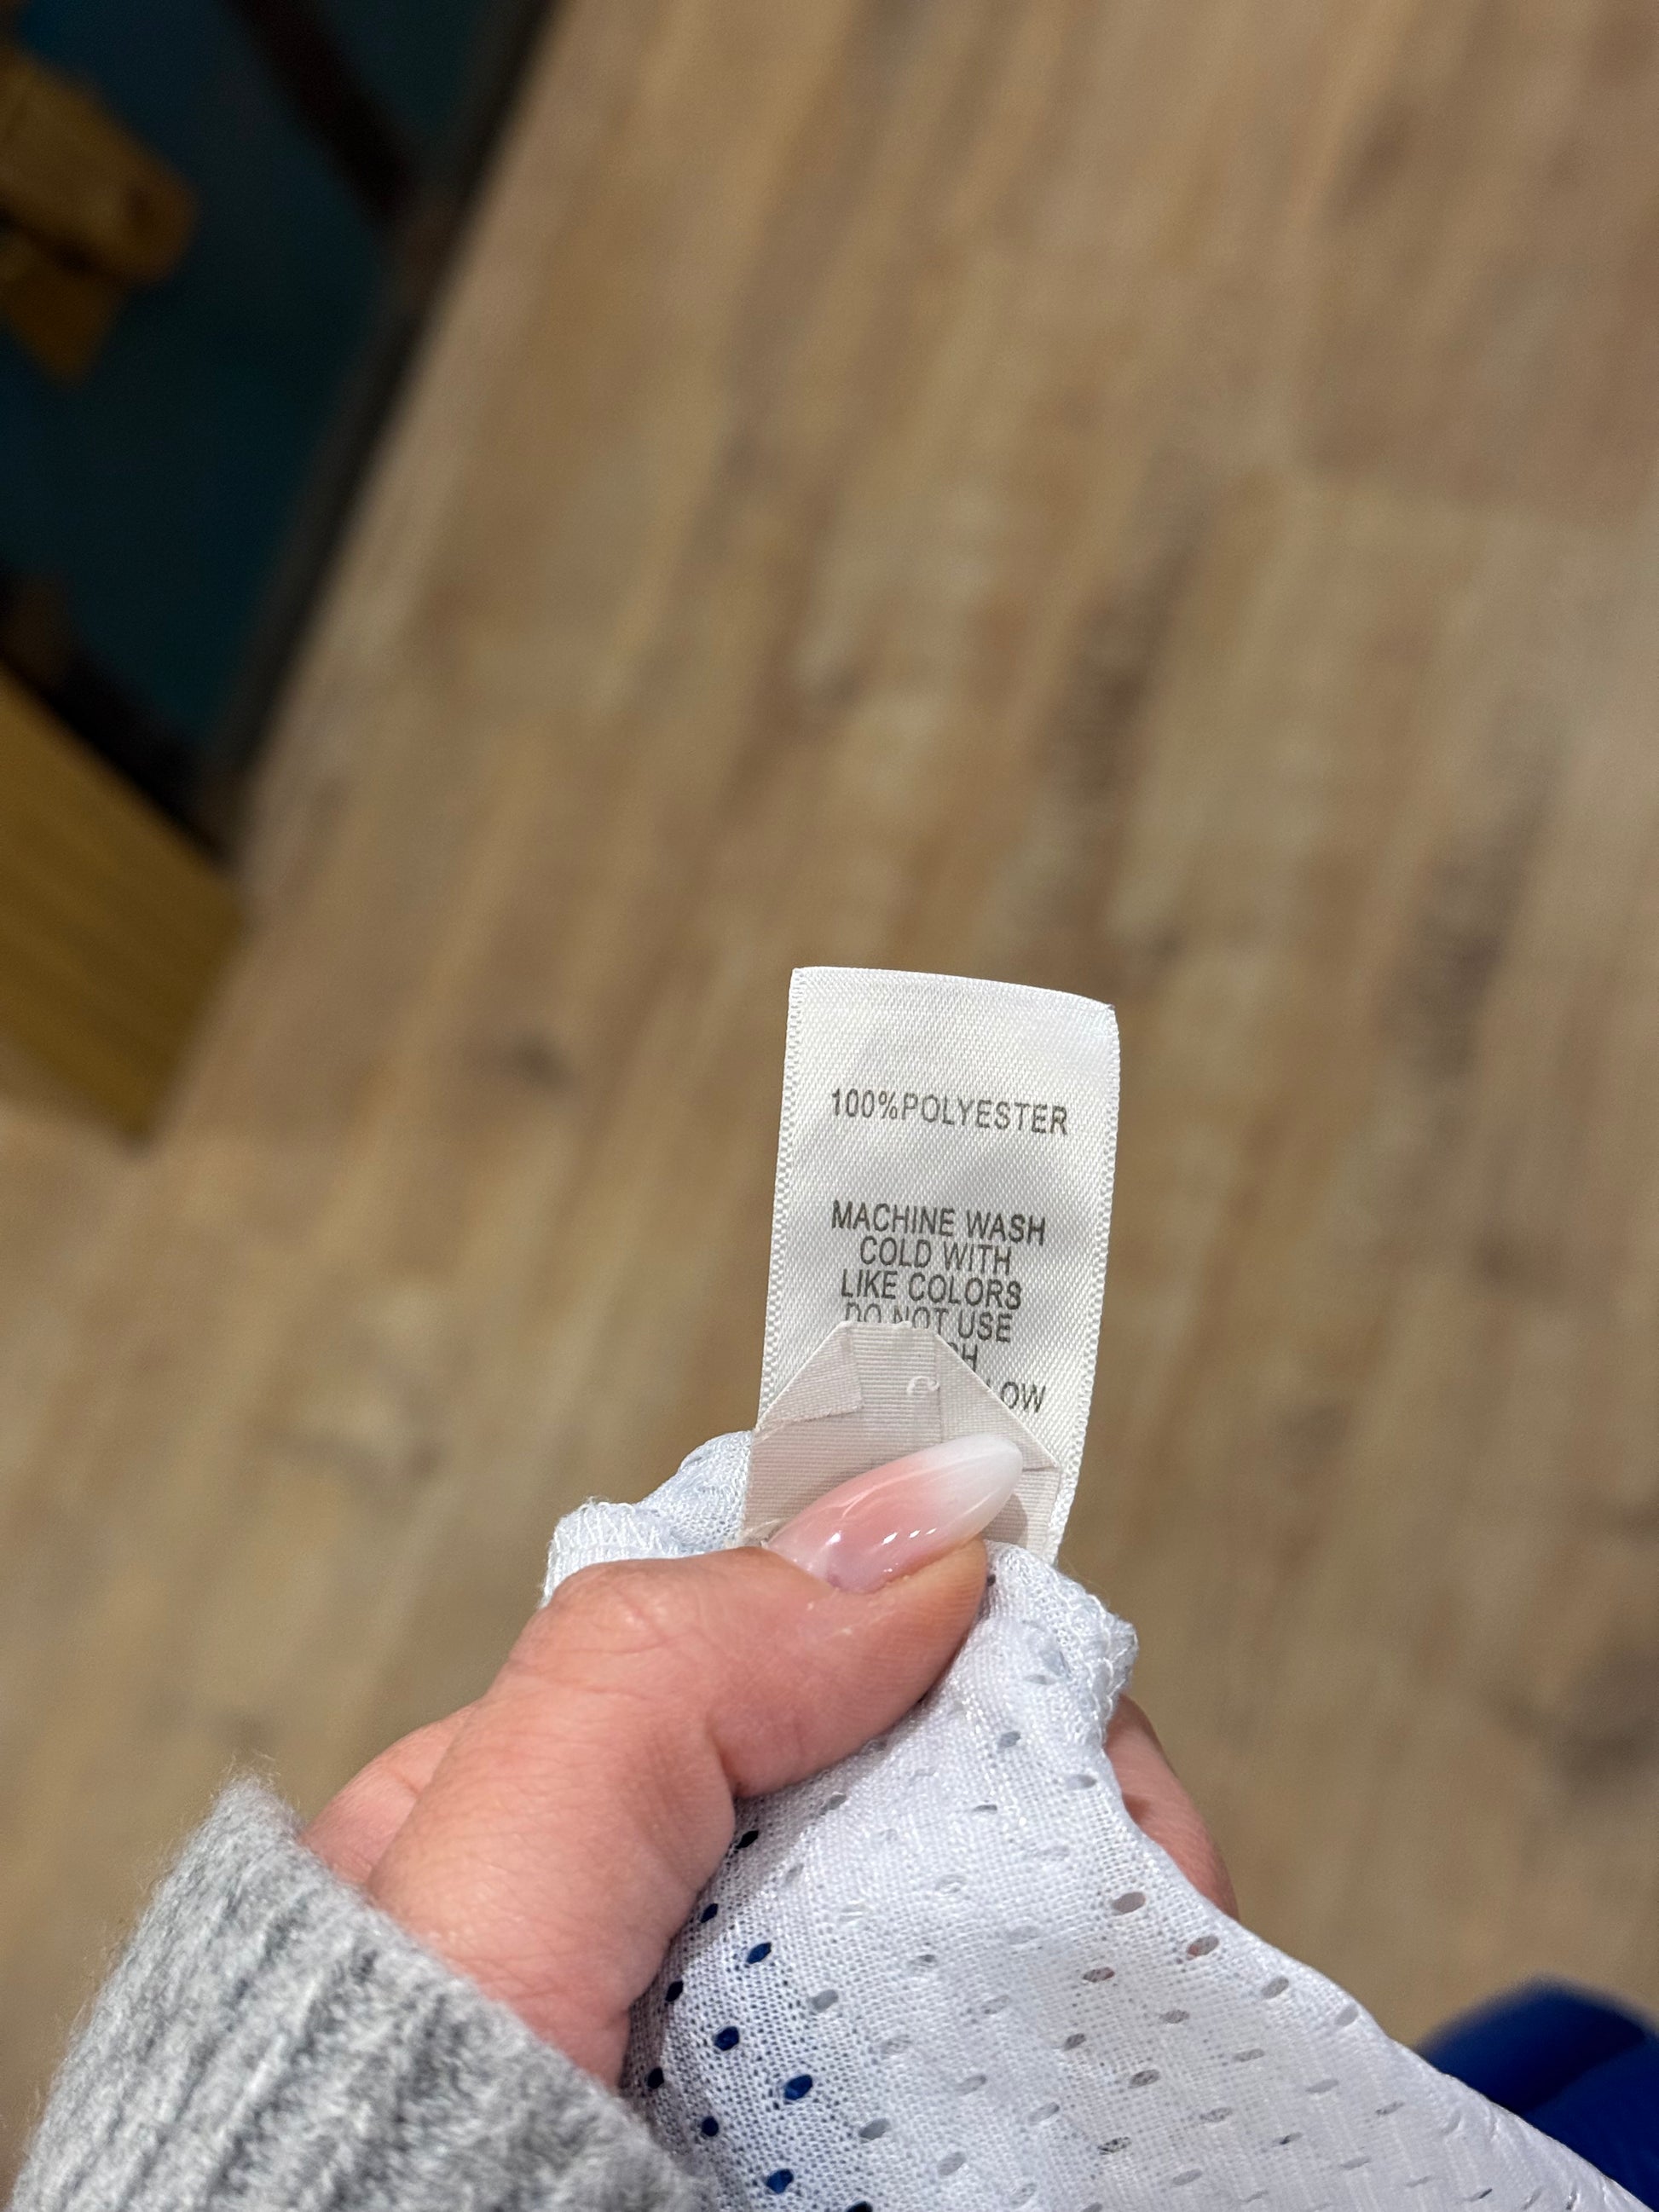 100%POLYESTER
MACHINE WASH
COLD WITH
LIKE COLORS
DO NOT USE